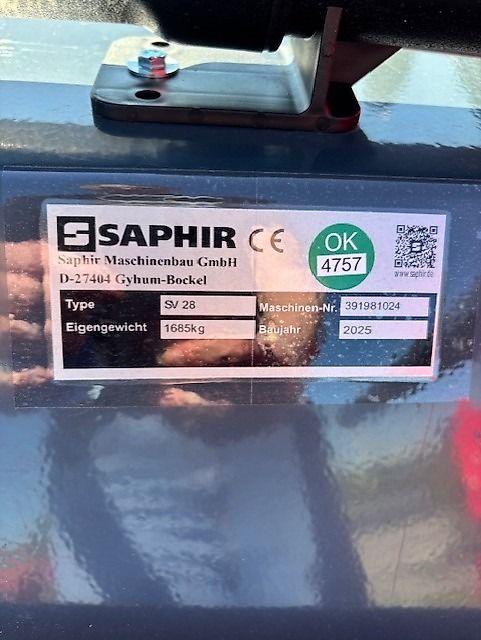 SAPHIR CE
Saphir Maschinenbau GmbH
D-27404 Gyhum-Bockel
OK
4757
www.saphir.de
Type SV 28 Maschinen-Nr. 391981024
Eigengewicht 1685kg Baujahr 2025